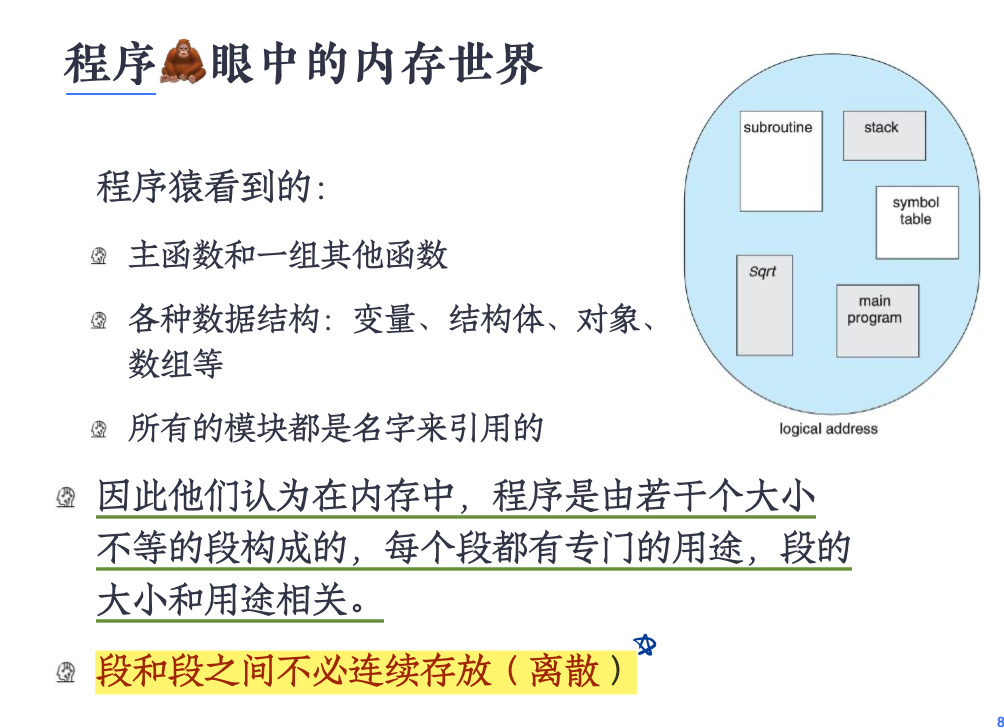 程序🦧眼中的内存世界
程序猿看到的：
主函数和一组其他函数
各种数据结构：变量、结构体、对象、
数组等
所有的模块都是名字来引用的
因此他们认为在内存中，程序是由若干个大小
不等的段构成的，每个段都有专门的用途，段的
大小和用途相关。
段和段之间不必连续存放（离散）
subroutine
stack
symbol
table
Sqrt
main
program
logical address
8